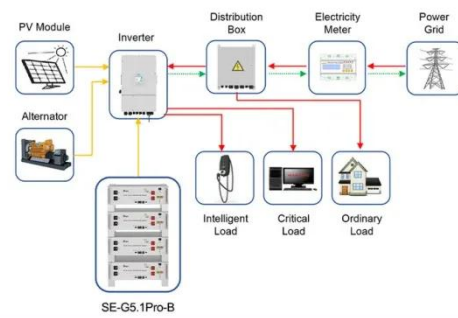 PV Module
Inverter
Distribution
Box
Electricity
Meter
Power
Grid
Alternator
Intelligent
Load
Critical
Load
Ordinary
Load
SE-G5.1Pro-B